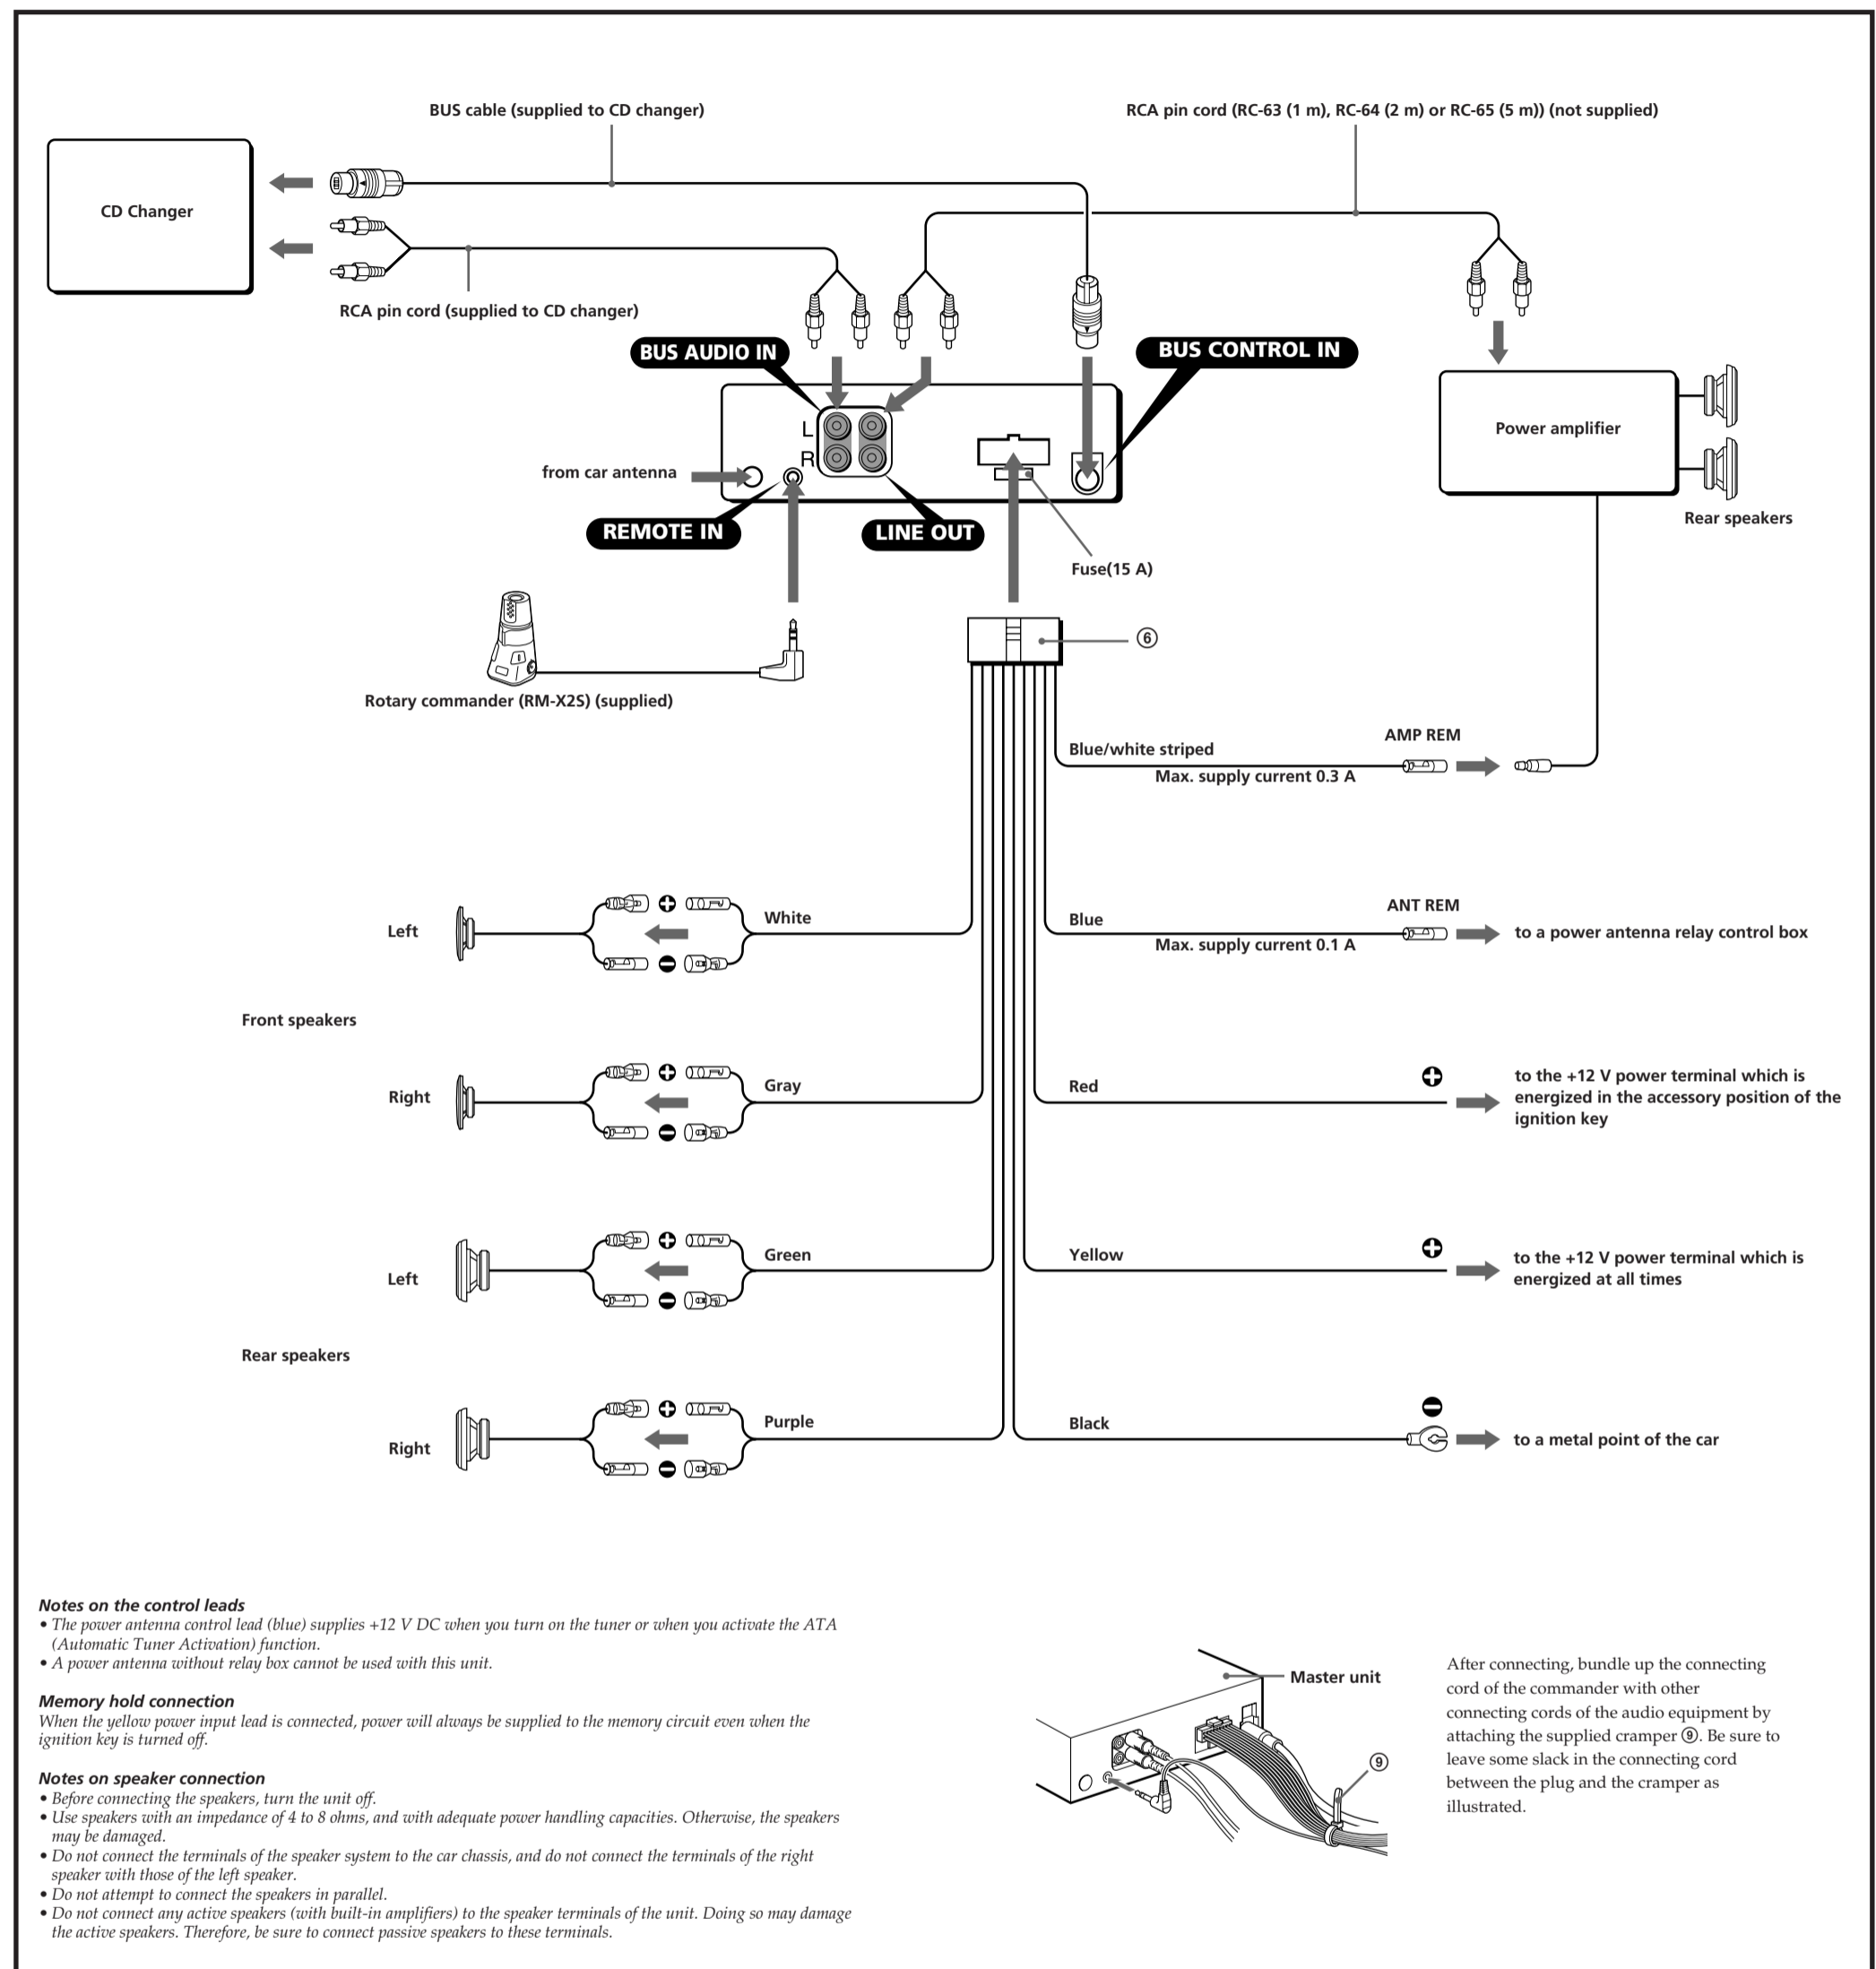 BUS cable (supplied to CD changer)
RCA pin cord (RC-63 (1 m), RC-64 (2 m) or RC-65 (5 m)) (not supplied)
CD Changer
RCA pin cord (supplied to CD changer)
BUS AUDIO IN
BUS CONTROL IN
L
R
Power amplifier
from car antenna
Rear speakers
REMOTE IN
LINE OUT
Fuse(15 A)
⑥
Rotary commander (RM-X2S) (supplied)
AMP REM
Blue/white striped
Max. supply current 0.3 A
Left
White
ANT REM
Blue
Max. supply current 0.1 A
to a power antenna relay control box
Front speakers
Right
Gray
Red
to the +12 V power terminal which is
energized in the accessory position of the
ignition key
Left
Green
Yellow
to the +12 V power terminal which is
energized at all times
Rear speakers
Right
Purple
Black
to a metal point of the car
Notes on the control leads
• The power antenna control lead (blue) supplies +12 V DC when you turn on the tuner or when you activate the ATA
(Automatic Tuner Activation) function.
• A power antenna without relay box cannot be used with this unit.
Memory hold connection
When the yellow power input lead is connected, power will always be supplied to the memory circuit even when the
ignition key is turned off.
Notes on speaker connection
• Before connecting the speakers, turn the unit off.
• Use speakers with an impedance of 4 to 8 ohms, and with adequate power handling capacities. Otherwise, the speakers
may be damaged.
• Do not connect the terminals of the speaker system to the car chassis, and do not connect the terminals of the right
speaker with those of the left speaker.
• Do not attempt to connect the speakers in parallel.
• Do not connect any active speakers (with built-in amplifiers) to the speaker terminals of the unit. Doing so may damage
the active speakers. Therefore, be sure to connect passive speakers to these terminals.
Master unit
⑨
After connecting, bundle up the connecting
cord of the commander with other
connecting cords of the audio equipment by
attaching the supplied cramper ⑨. Be sure to
leave some slack in the connecting cord
between the plug and the cramper as
illustrated.